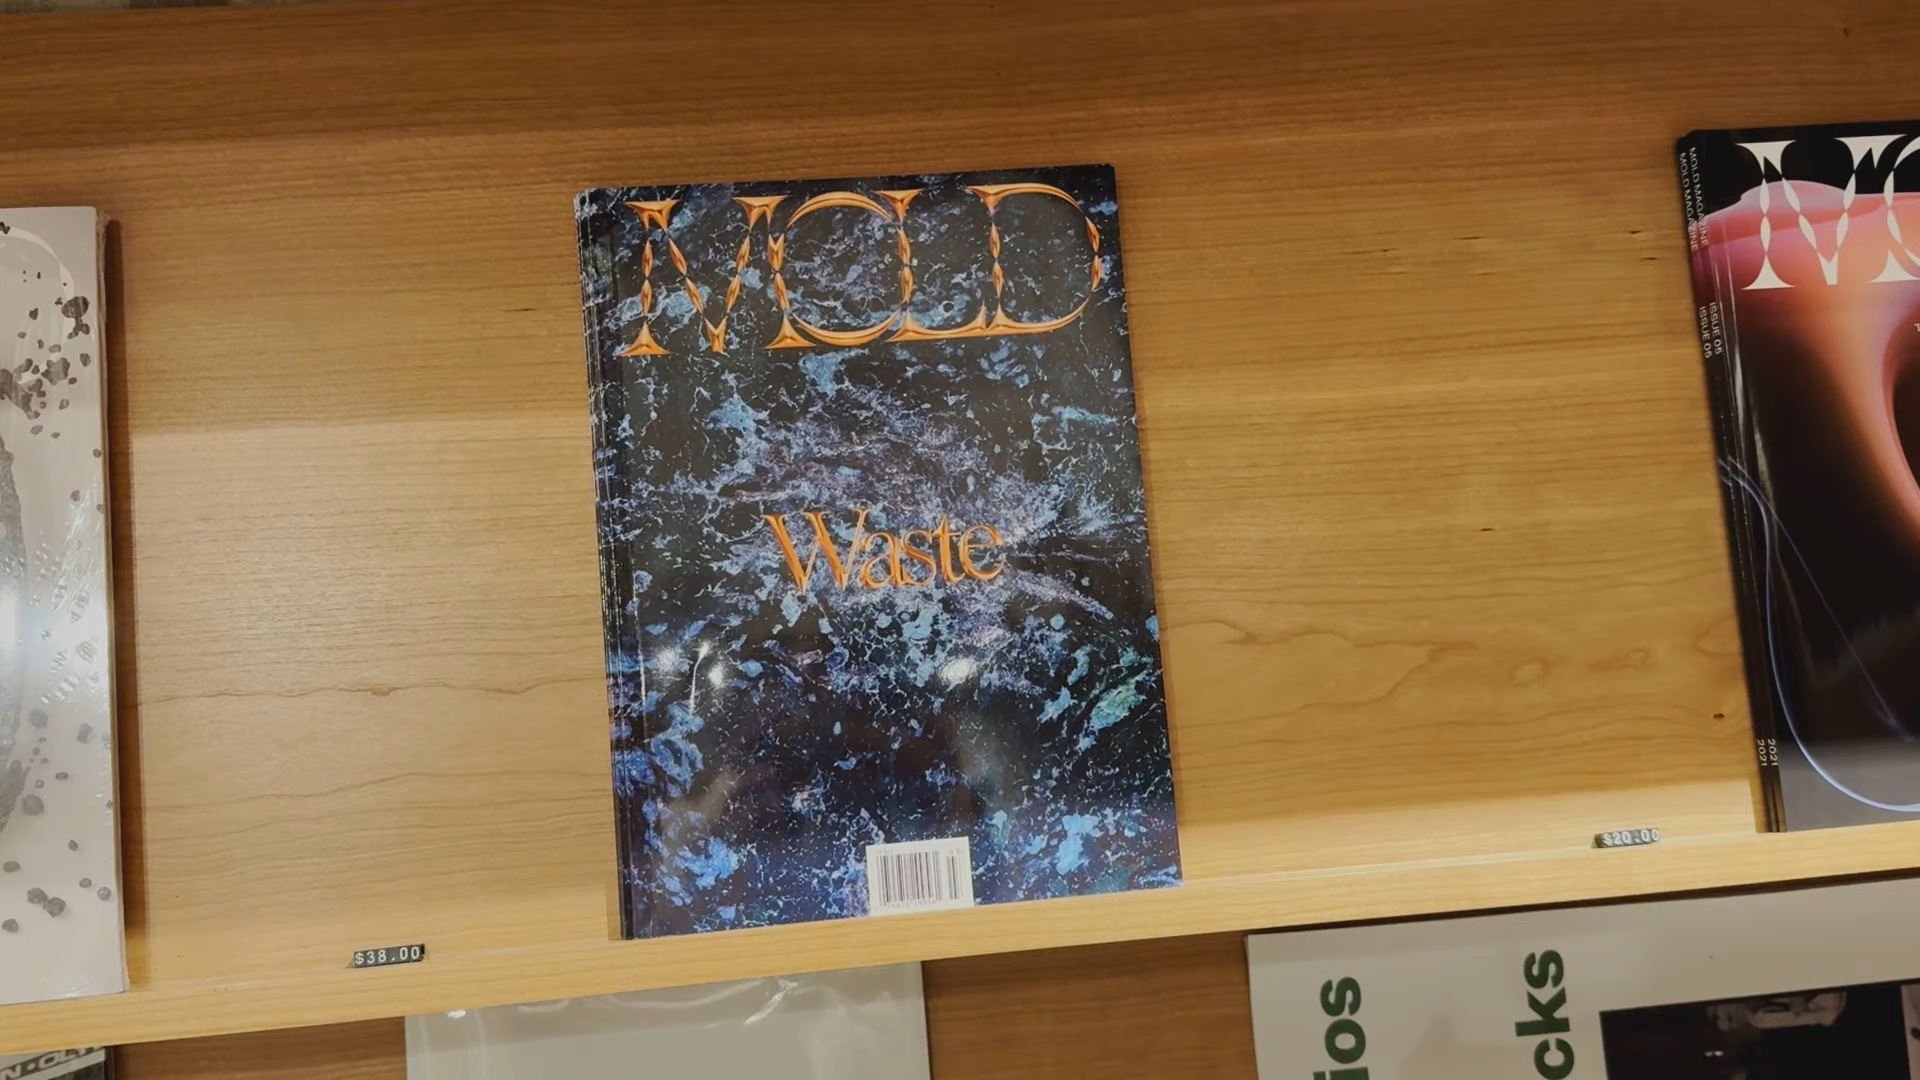 MOLD
Waste
$38.00
MOLD MAGAZINE
MOLD MAGAZINE
ISSUE 05
ISSUE 05
2021
2021
$20.00
ios
cks